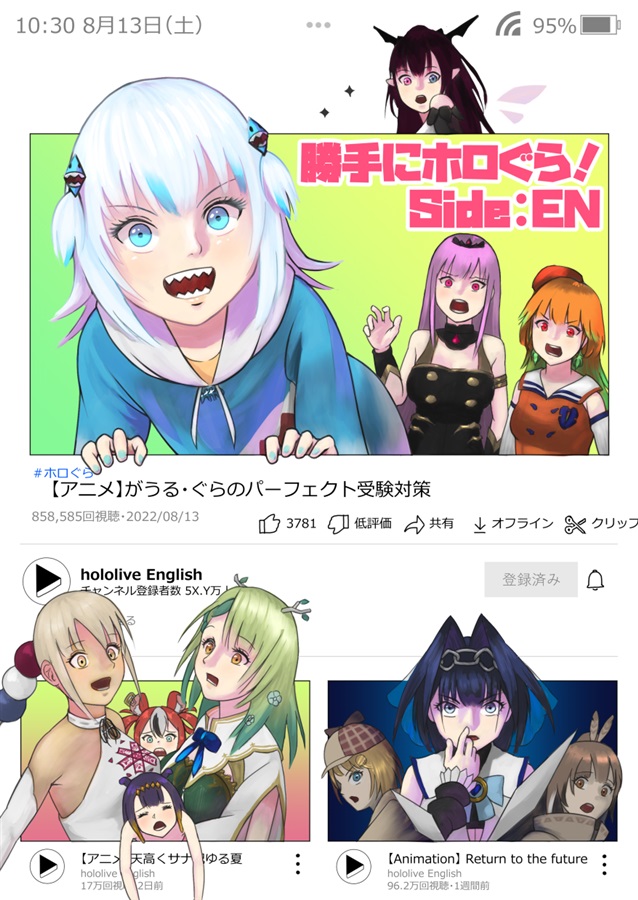 10:30 8月13日(土)
95%
勝手にホロぐら!
Side:EN
#ホロぐら
【アニメ】がうる・ぐらのパーフェクト受験対策
858,585回視聴・2022/08/13
3781 低評価 共有 オフライン クリップ
hololive English
チャンネル登録者数 5X.Y万人
る
登録済み
【アニメ】天高くサナ肥ゆる夏
hololive English
17万回視聴・2日前
【Animation】Return to the future
hololive English
96.2万回視聴・1週間前